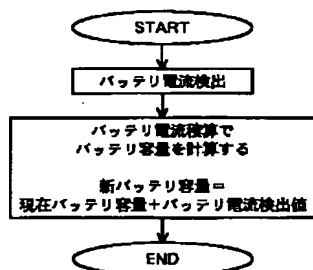 START
バッテリ電流検出
バッテリ電流積算で
バッテリ容量を計算する
新バッテリ容量＝
現在バッテリ容量＋バッテリ電流検出値
END